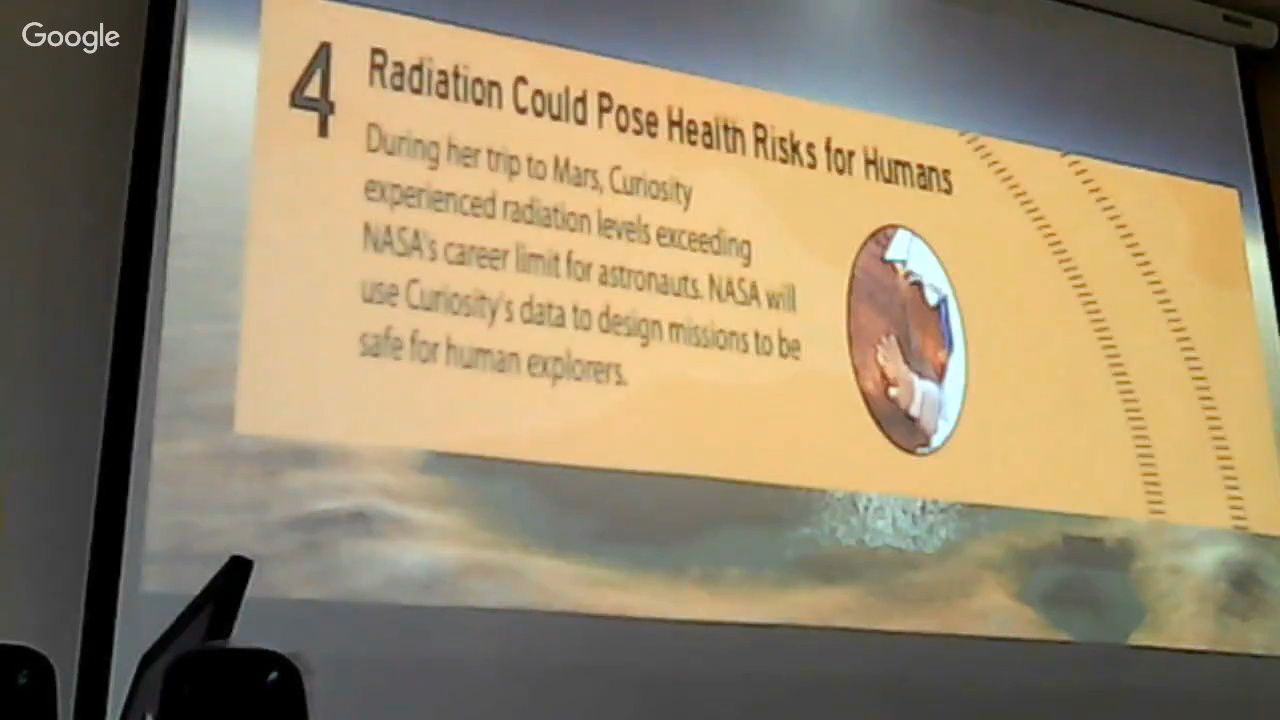 Google
4
Radiation Could Pose Health Risks for Humans
During her trip to Mars, Curiosity
experienced radiation levels exceeding
NASA's career limit for astronauts. NASA will
use Curiosity's data to design missions to be
safe for human explorers.